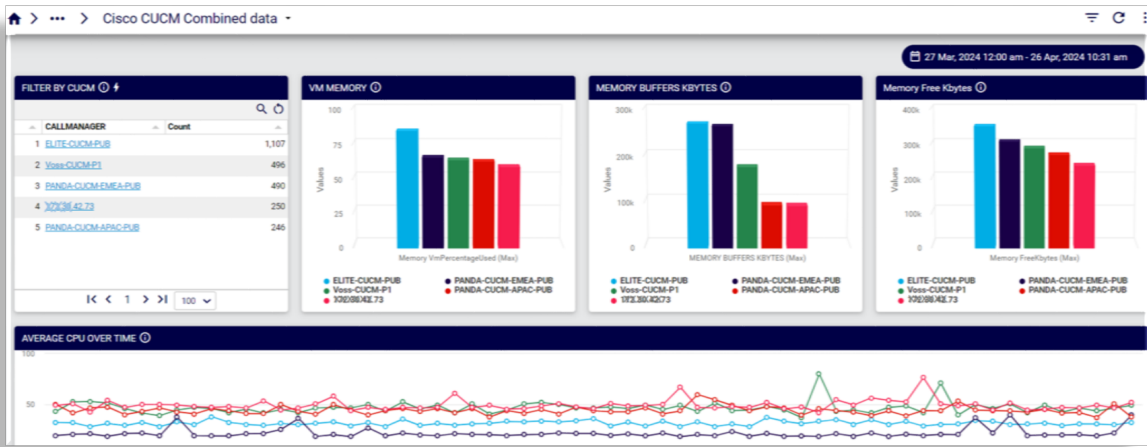 Cisco CUCM Combined data
27 Mar, 2024 12:00 am - 26 Apr, 2024 10:31 am
FILTER BY CUCM
CALLMANAGER Count
1 ELITE-CUCM-PUB 1,107
2 Voss-CUCM-P1 496
3 PANDA-CUCM-EMEA-PUB 490
4 42.73 250
5 PANDA-CUCM-APAC-PUB 246
1 100
VM MEMORY
100
75
50
25
0
Values
Memory VmPercentageUsed (Max)
ELITE-CUCM-PUB PANDA-CUCM-EMEA-PUB
Voss-CUCM-P1 PANDA-CUCM-APAC-PUB
MEMORY BUFFERS KBYTES
300k
200k
100k
0
Values
MEMORY BUFFERS KBYTES (Max)
ELITE-CUCM-PUB PANDA-CUCM-EMEA-PUB
Voss-CUCM-P1 PANDA-CUCM-APAC-PUB
Memory Free Kbytes
400k
300k
200k
100k
0
Values
Memory FreeKbytes (Max)
ELITE-CUCM-PUB PANDA-CUCM-EMEA-PUB
Voss-CUCM-P1 PANDA-CUCM-APAC-PUB
AVERAGE CPU OVER TIME
100
50